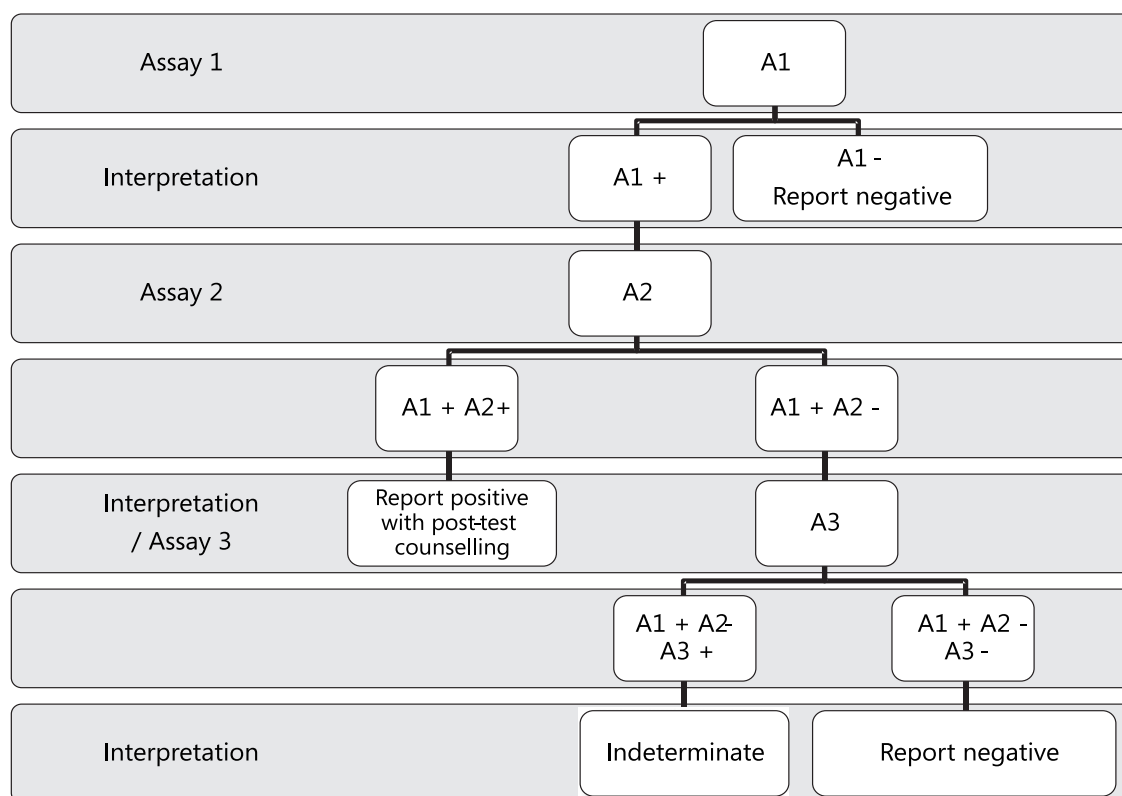 Assay 1
A1
Interpretation
A1 +
A1 -
Report negative
Assay 2
A2
A1 + A2+
A1 + A2 -
Interpretation
/ Assay 3
Report positive
with post-test
counselling
A3
A1 + A2-
A3 +
A1 + A2 -
A3 -
Interpretation
Indeterminate
Report negative